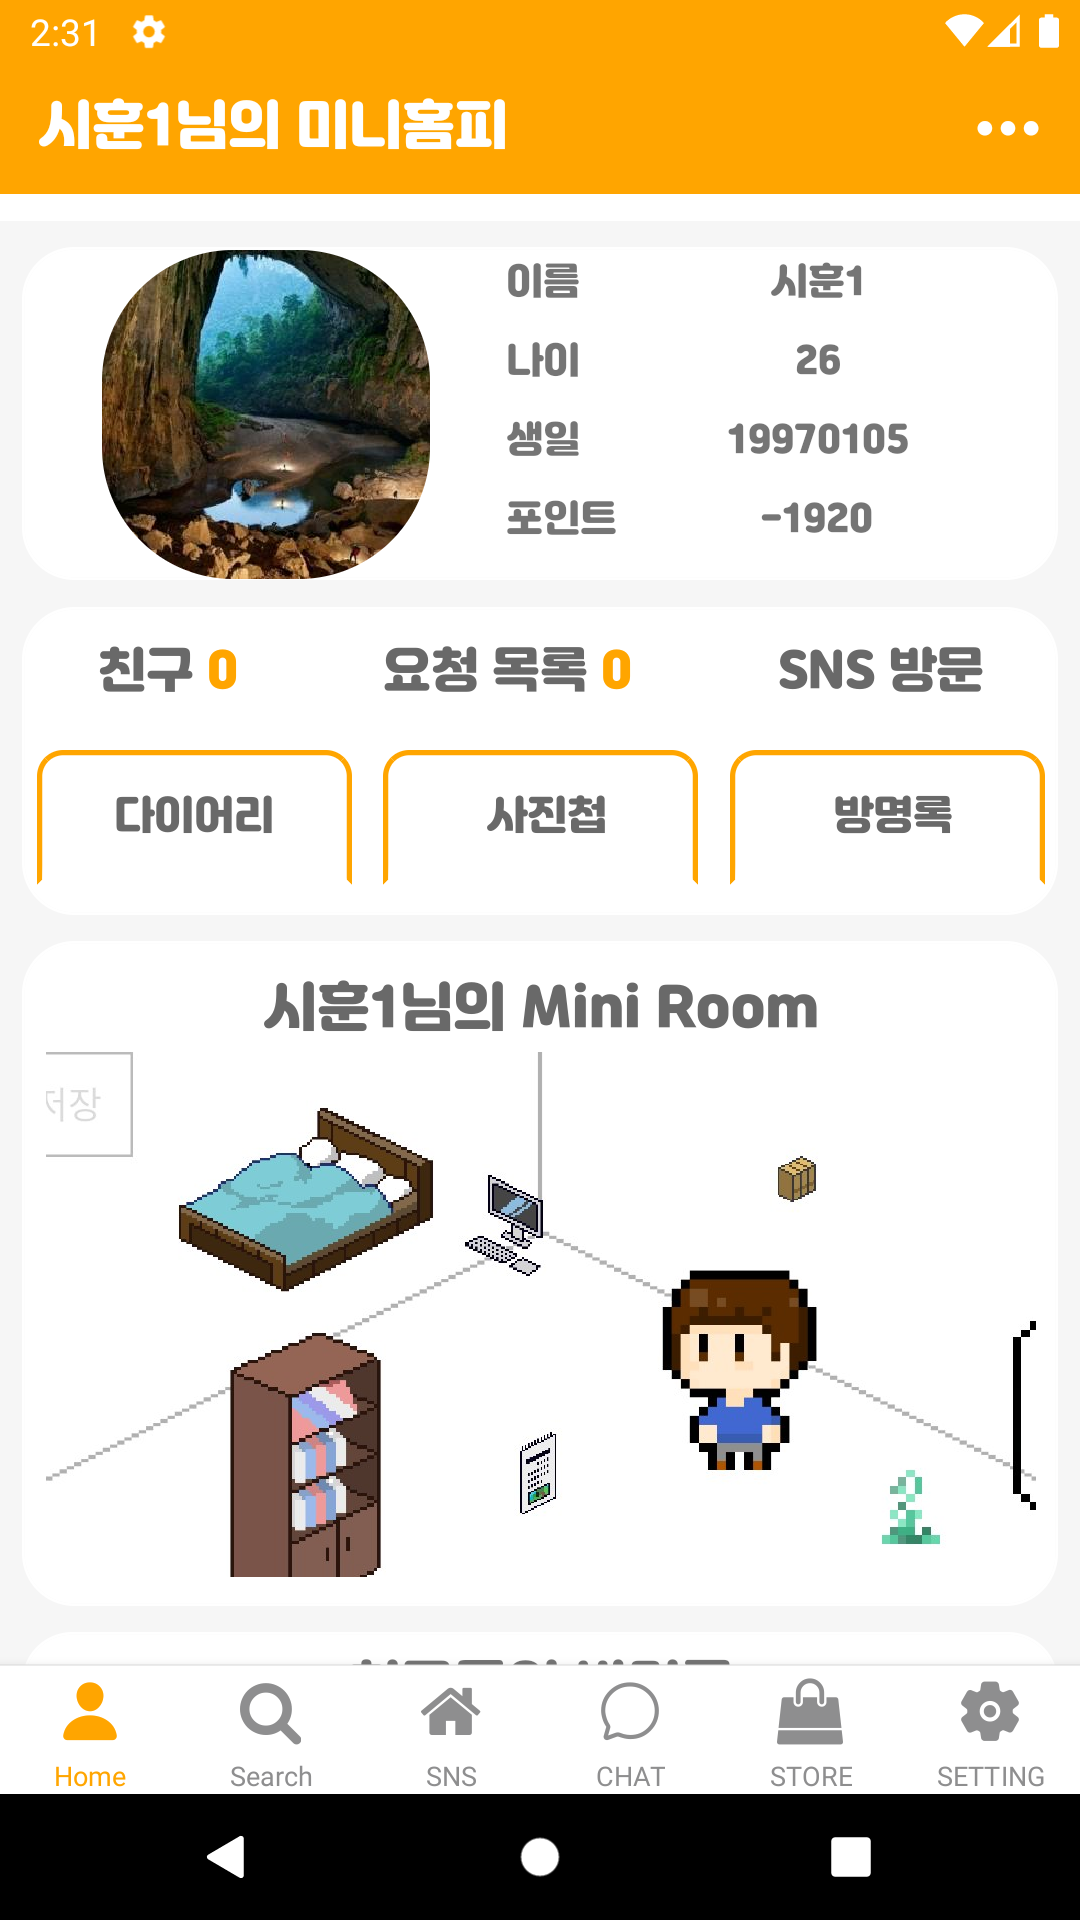 2:31
시훈1님의 미니홈피
이름 시훈1
나이 26
생일 19970105
포인트 -1920
친구 0 요청 목록 0 SNS 방문
다이어리 사진첩 방명록
시훈1님의 Mini Room
저장
Home Search SNS CHAT STORE SETTING